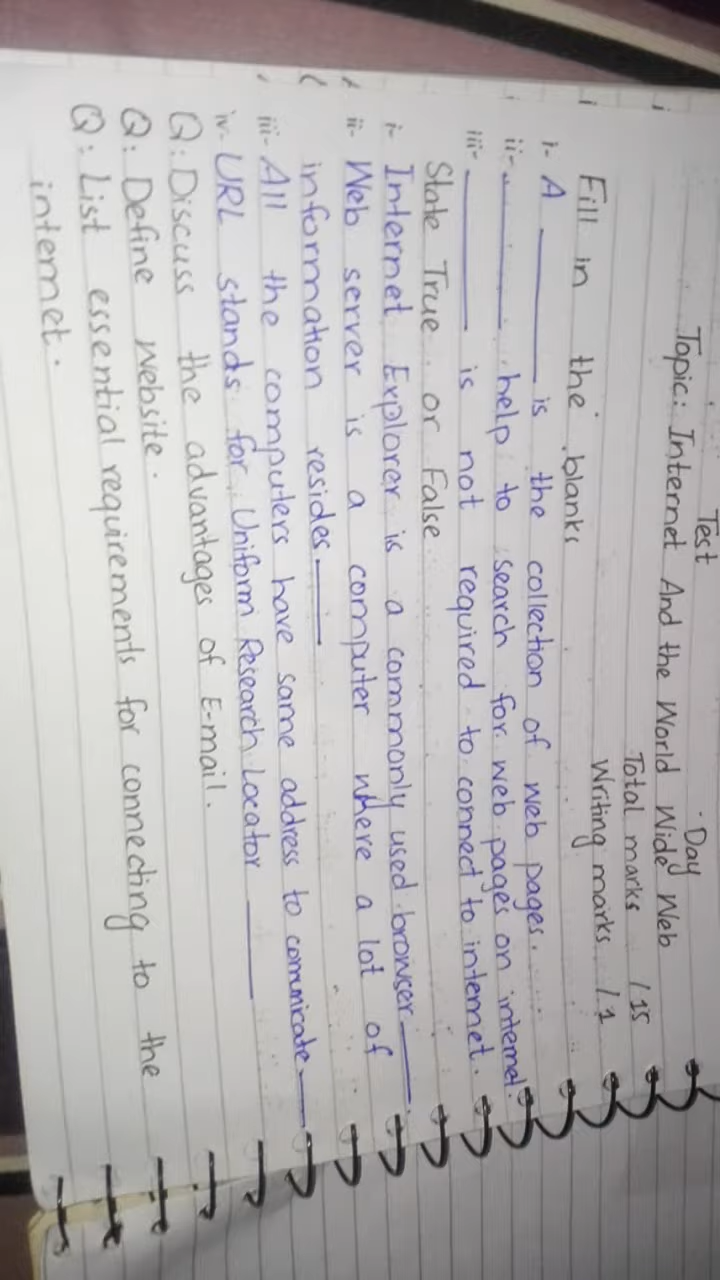 Test
Day
Topic: Internet And the World Wide Web
Total marks /15
Writing marks /1
Fill in the blanks
i- A ______ is the collection of web pages.
ii- ______ help to search for web pages on internet.
iii- ______ is not required to connect to internet.
State True or False
i- Internet Explorer is a commonly used browser ____.
ii- Web server is a computer where a lot of
information resides ____
iii- All the computers have same address to commnicate ____
iv- URL stands for Uniform Research Locator ____
Q: Discuss the advantages of E-mail.
Q: Define website.
Q: List essential requirements for connecting to the
internet.